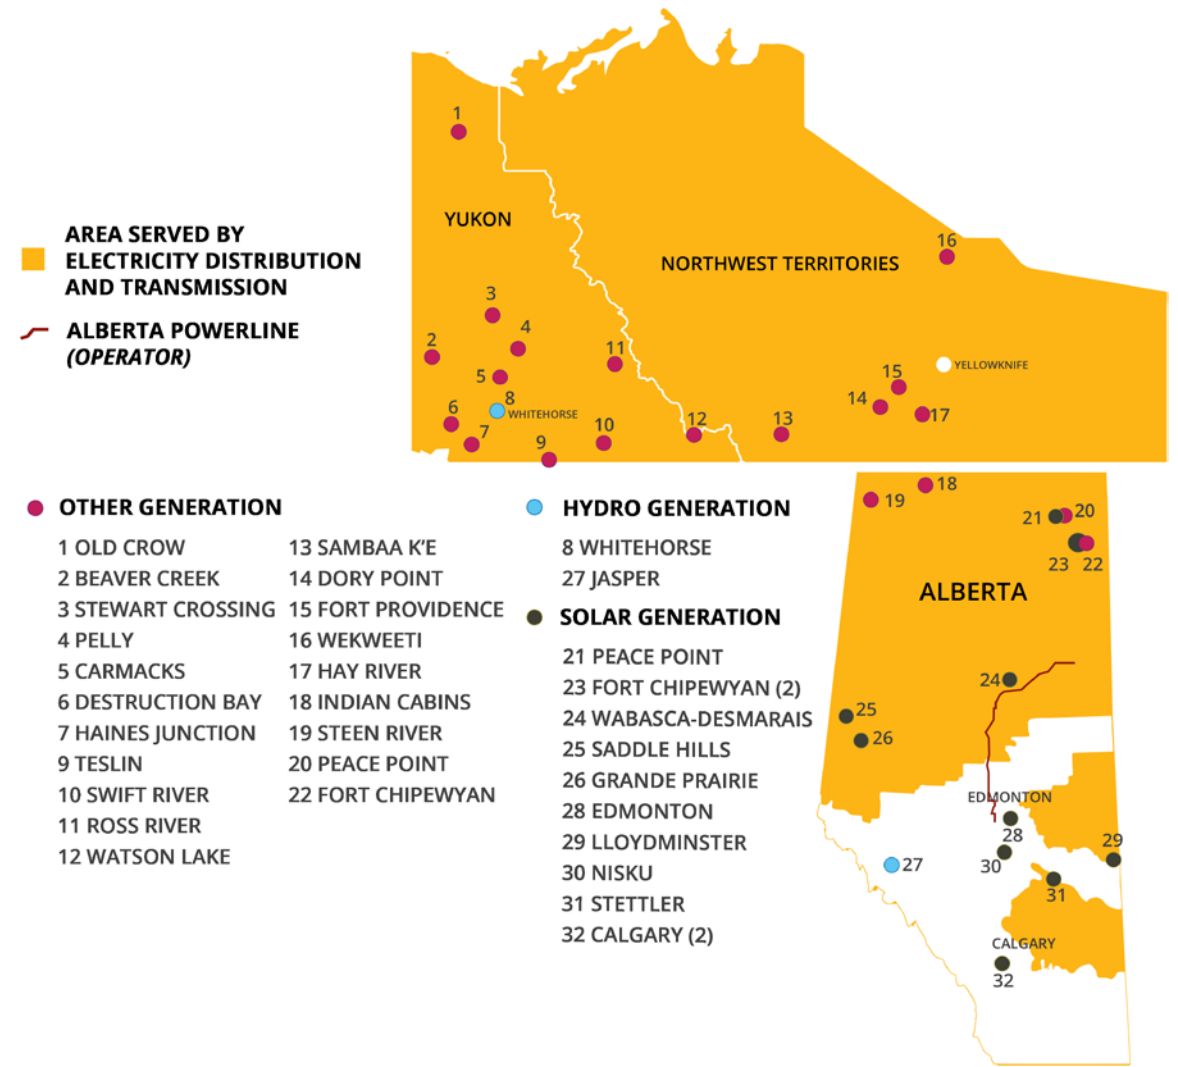 1
YUKON
AREA SERVED BY
ELECTRICITY DISTRIBUTION
AND TRANSMISSION
ALBERTA POWERLINE
(OPERATOR)
16
NORTHWEST TERRITORIES
3
4
2
11
5
YELLOWKNIFE
15
8
WHITEHORSE
14
6
17
7
10
12
13
9
OTHER GENERATION
1 OLD CROW
2 BEAVER CREEK
3 STEWART CROSSING
4 PELLY
5 CARMACKS
6 DESTRUCTION BAY
7 HAINES JUNCTION
9 TESLIN
10 SWIFT RIVER
11 ROSS RIVER
12 WATSON LAKE
13 SAMBAA K'E
14 DORY POINT
15 FORT PROVIDENCE
16 WEKWEETI
17 HAY RIVER
18 INDIAN CABINS
19 STEEN RIVER
20 PEACE POINT
22 FORT CHIPEWYAN
HYDRO GENERATION
8 WHITEHORSE
27 JASPER
SOLAR GENERATION
21 PEACE POINT
23 FORT CHIPEWYAN (2)
24 WABASCA-DESMARAIS
25 SADDLE HILLS
26 GRANDE PRAIRIE
28 EDMONTON
29 LLOYDMINSTER
30 NISKU
31 STETTLER
32 CALGARY (2)
18
19
21
20
23
22
ALBERTA
24
25
26
EDMONTON
28
29
30
27
31
CALGARY
32